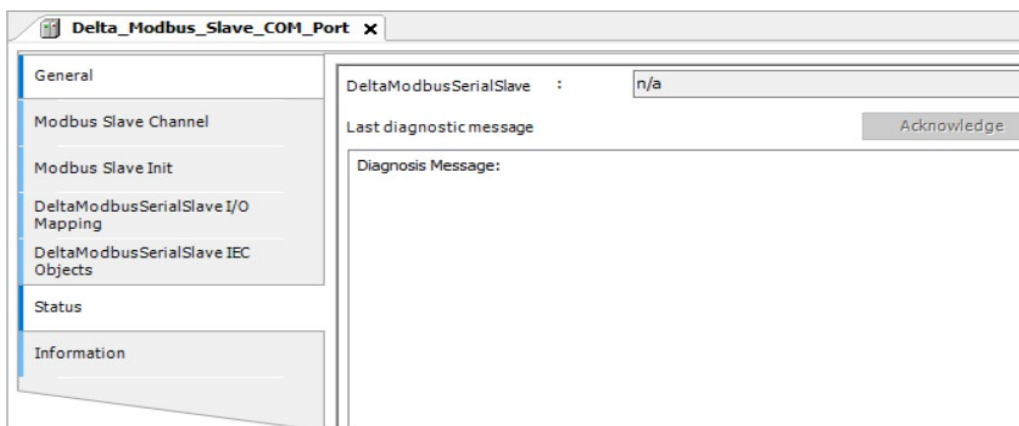 Delta_Modbus_Slave_COM_Port X
General
Modbus Slave Channel
Modbus Slave Init
DeltaModbusSerialSlave I/O
Mapping
DeltaModbusSerialSlave IEC
Objects
Status
Information
DeltaModbusSerialSlave : n/a
Last diagnostic message Acknowledge
Diagnosis Message: